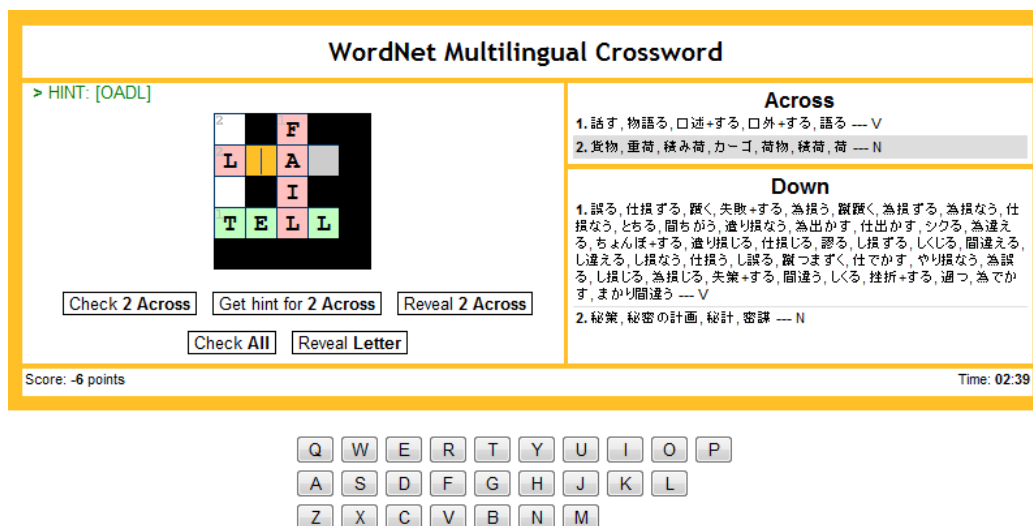 WordNet Multilingual Crossword
> HINT: [OADL]
2 1 F
2 L A
I
1 T E L L
Check 2 Across Get hint for 2 Across Reveal 2 Across
Check All Reveal Letter
Across
1.話す, 物語る, 口述+する, 口外+する, 語る --- V
2. 貨物, 重荷, 積み荷, カーゴ, 荷物, 積荷, 荷 --- N
Down
1. 誤る, 仕損ずる, 躓く, 失敗+する, 為損う, 蹴躓く, 為損ずる, 為損なう, 仕
損なう, とちる, 間ちがう, 遣り損なう, 為出かす, 仕出かす, シクる, 為違え
る, ちょんぼ+する, 遣り損じる, 仕損じる, 謬る, し損ずる, しくじる, 間違える,
し違える, し損なう, 仕損う, し誤る, 蹴つまずく, 仕でかす, やり損なう, 為誤
る, し損じる, 為損じる, 失策+する, 間違う, しくる, 挫折+する, 過つ, 為でか
す, まかり間違う --- V
2. 秘策, 秘密の計画, 秘計, 密謀 --- N
Score: -6 points Time: 02:39
Q W E R T Y U I O P
A S D F G H J K L
Z X C V B N M